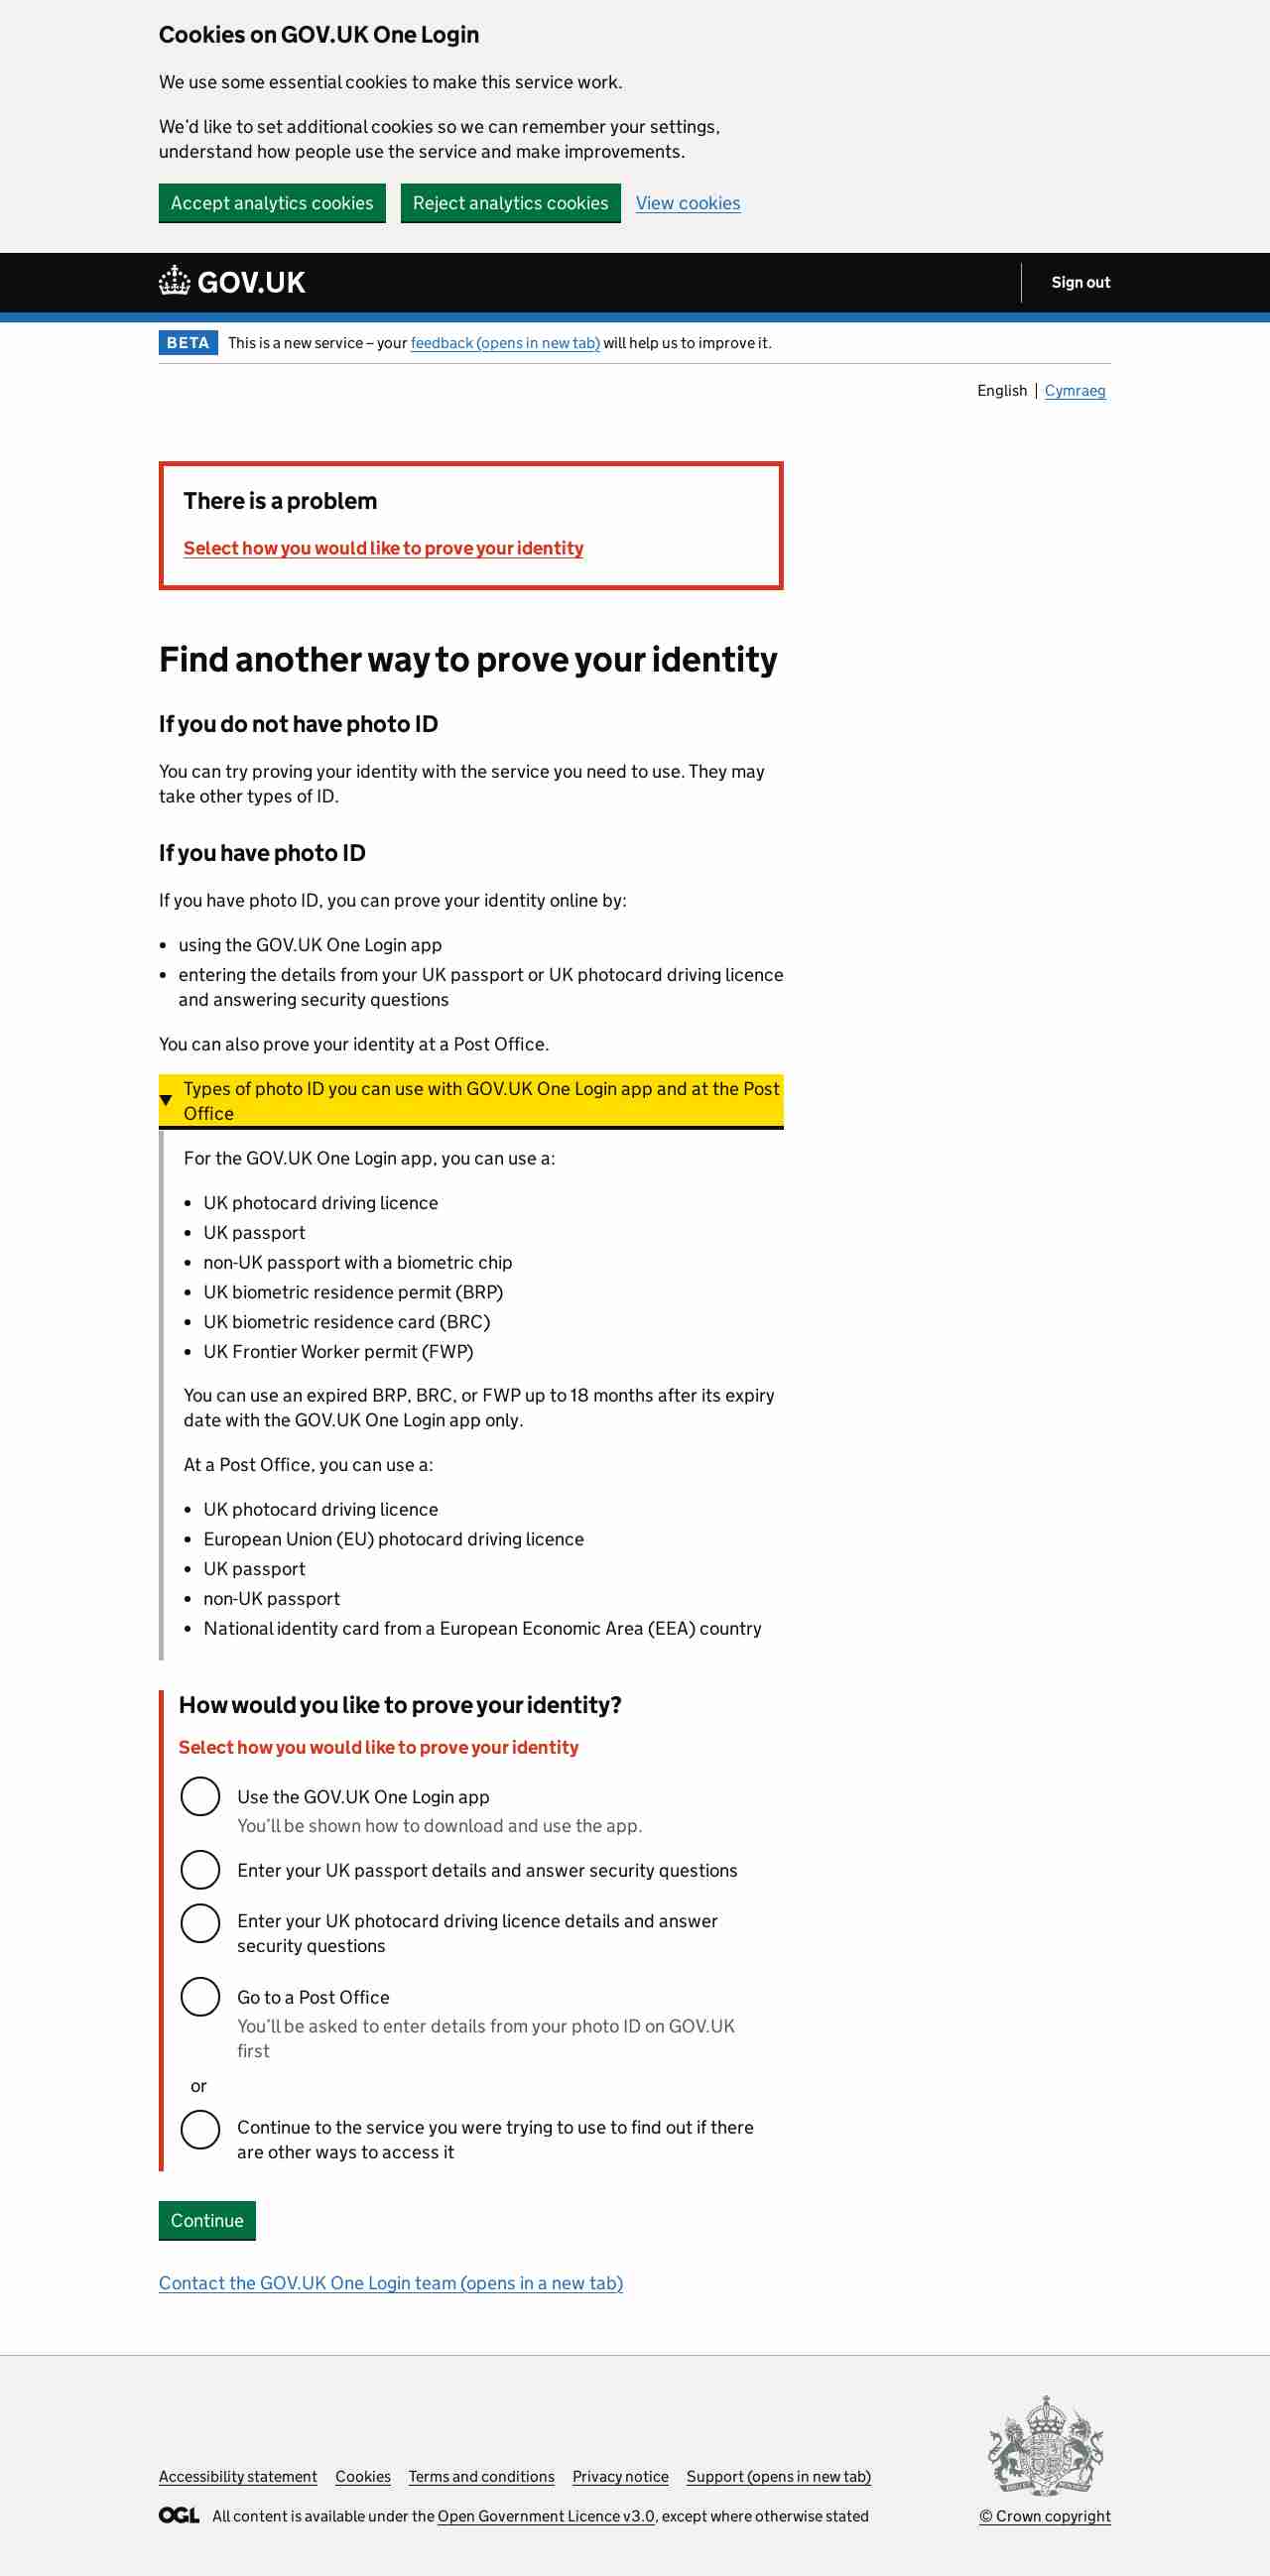 Cookies on GOV.UK One Login
We use some essential cookies to make this service work.
We'd like to set additional cookies so we can remember your settings,
understand how people use the service and make improvements.
Accept analytics cookies Reject analytics cookies View cookies
GOV.UK Sign out
BETA This is a new service – your feedback (opens in new tab) will help us to improve it.
English Cymraeg
There is a problem
Select how you would like to prove your identity
Find another way to prove your identity
If you do not have photo ID
You can try proving your identity with the service you need to use. They may
take other types of ID.
If you have photo ID
If you have photo ID, you can prove your identity online by:
• using the GOV.UK One Login app
• entering the details from your UK passport or UK photocard driving licence
and answering security questions
You can also prove your identity at a Post Office.
Types of photo ID you can use with GOV.UK One Login app and at the Post
Office
For the GOV.UK One Login app, you can use a:
• UK photocard driving licence
• UK passport
• non-UK passport with a biometric chip
• UK biometric residence permit (BRP)
• UK biometric residence card (BRC)
• UK Frontier Worker permit (FWP)
You can use an expired BRP, BRC, or FWP up to 18 months after its expiry
date with the GOV.UK One Login app only.
At a Post Office, you can use a:
• UK photocard driving licence
• European Union (EU) photocard driving licence
• UK passport
• non-UK passport
• National identity card from a European Economic Area (EEA) country
How would you like to prove your identity?
Select how you would like to prove your identity
Use the GOV.UK One Login app
You'll be shown how to download and use the app.
Enter your UK passport details and answer security questions
Enter your UK photocard driving licence details and answer
security questions
Go to a Post Office
You'll be asked to enter details from your photo ID on GOV.UK
first
or
Continue to the service you were trying to use to find out if there
are other ways to access it
Continue
Contact the GOV.UK One Login team (opens in a new tab)
Accessibility statement Cookies Terms and conditions Privacy notice Support (opens in new tab)
OGL All content is available under the Open Government Licence v3.0, except where otherwise stated
© Crown copyright